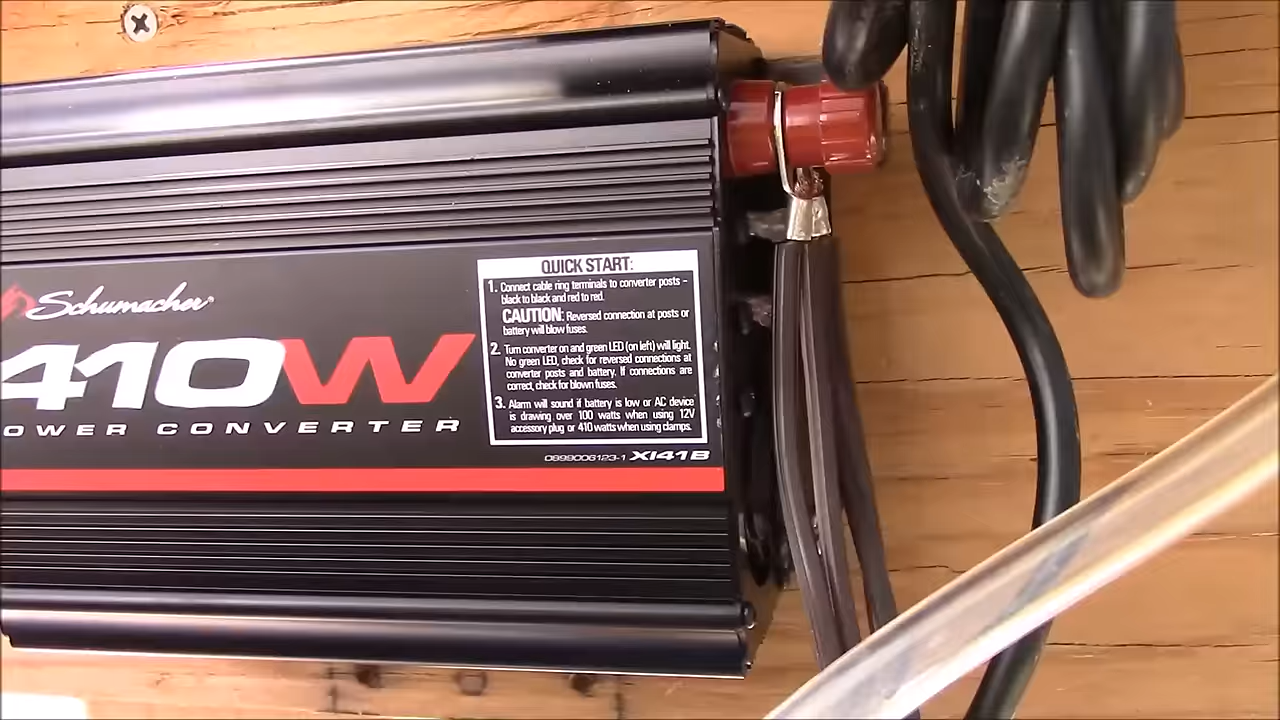 Schumacher
410W
OWER CONVERTER
QUICK START:
1. Connect cable ring terminals to converter posts -
black to black and red to red.
CAUTION: Reversed connection at posts or
battery will blow fuses.
2. Turn converter on and green LED (on left) will light.
No green LED, check for reversed connections at
converter posts and battery. If connections are
correct, check for blown fuses.
3. Alarm will sound if battery is low or AC device
is drawing over 100 watts when using 12V
accessory plug or 410 watts when using clamps.
0899006123-1 XI41B